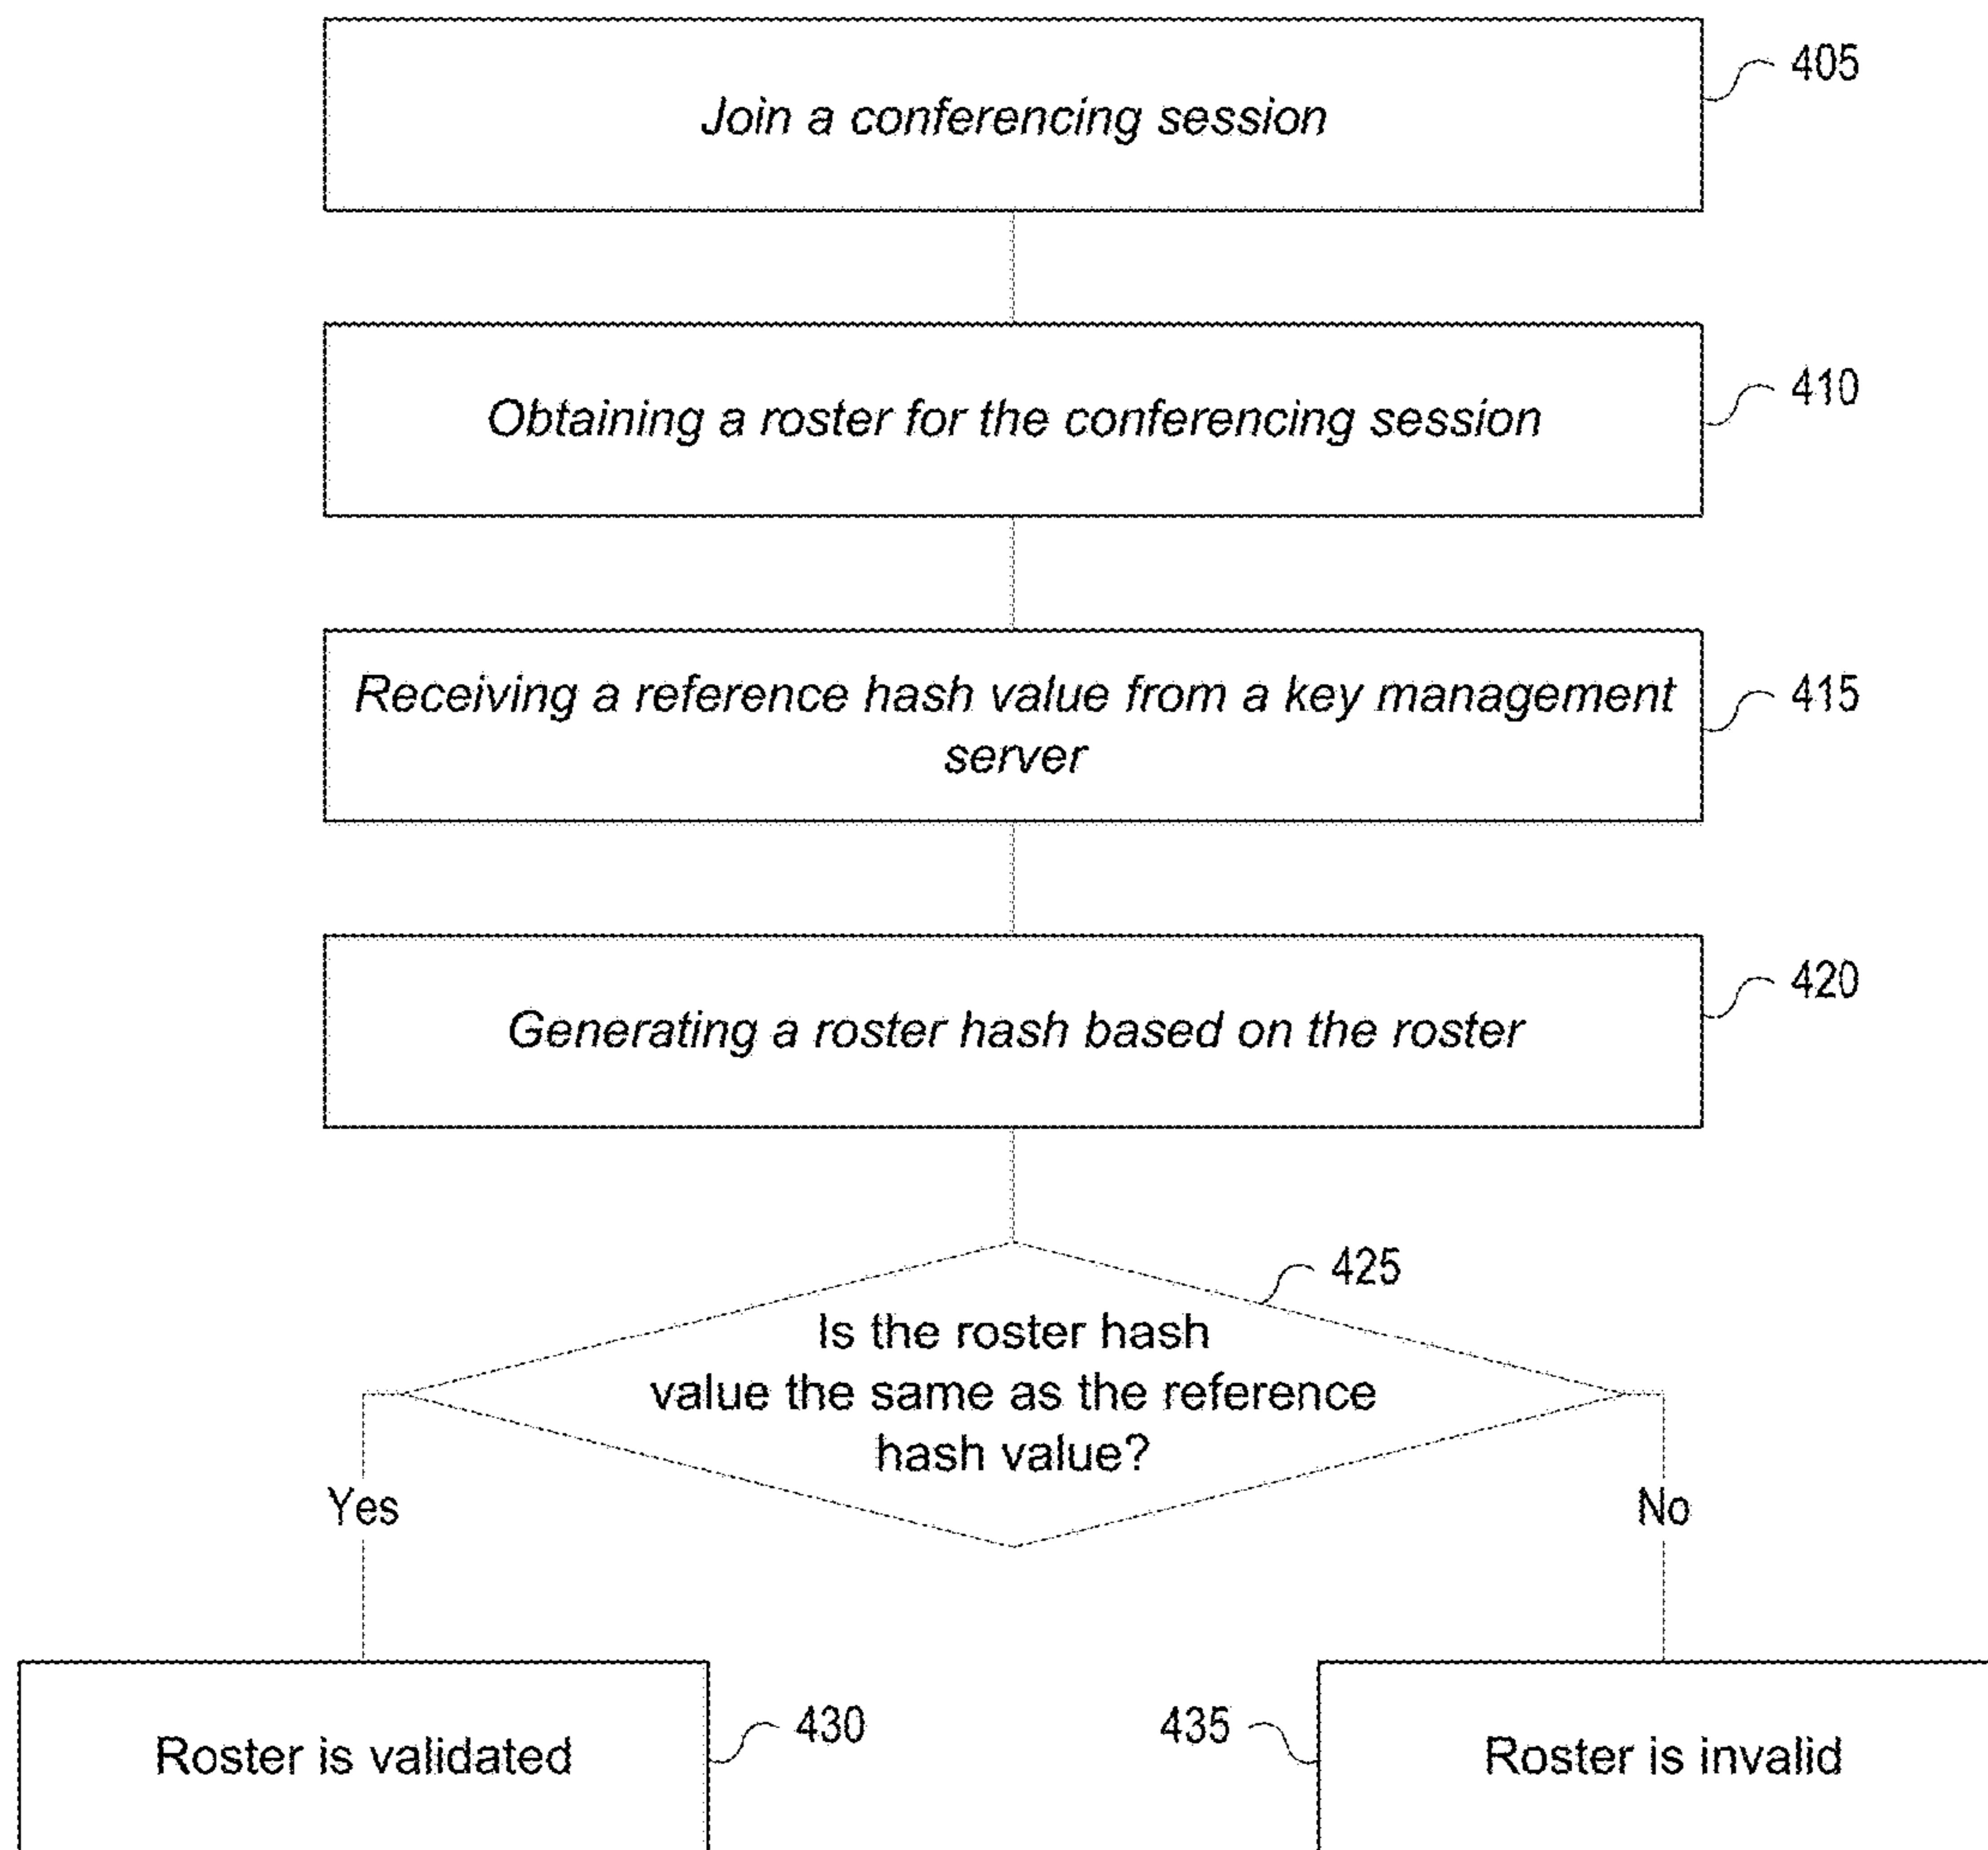 405
Join a conferencing session
410
Obtaining a roster for the conferencing session
415
Receiving a reference hash value from a key management
server
420
Generating a roster hash based on the roster
425
Is the roster hash
value the same as the reference
hash value?
Yes
No
430
435
Roster is validated
Roster is invalid